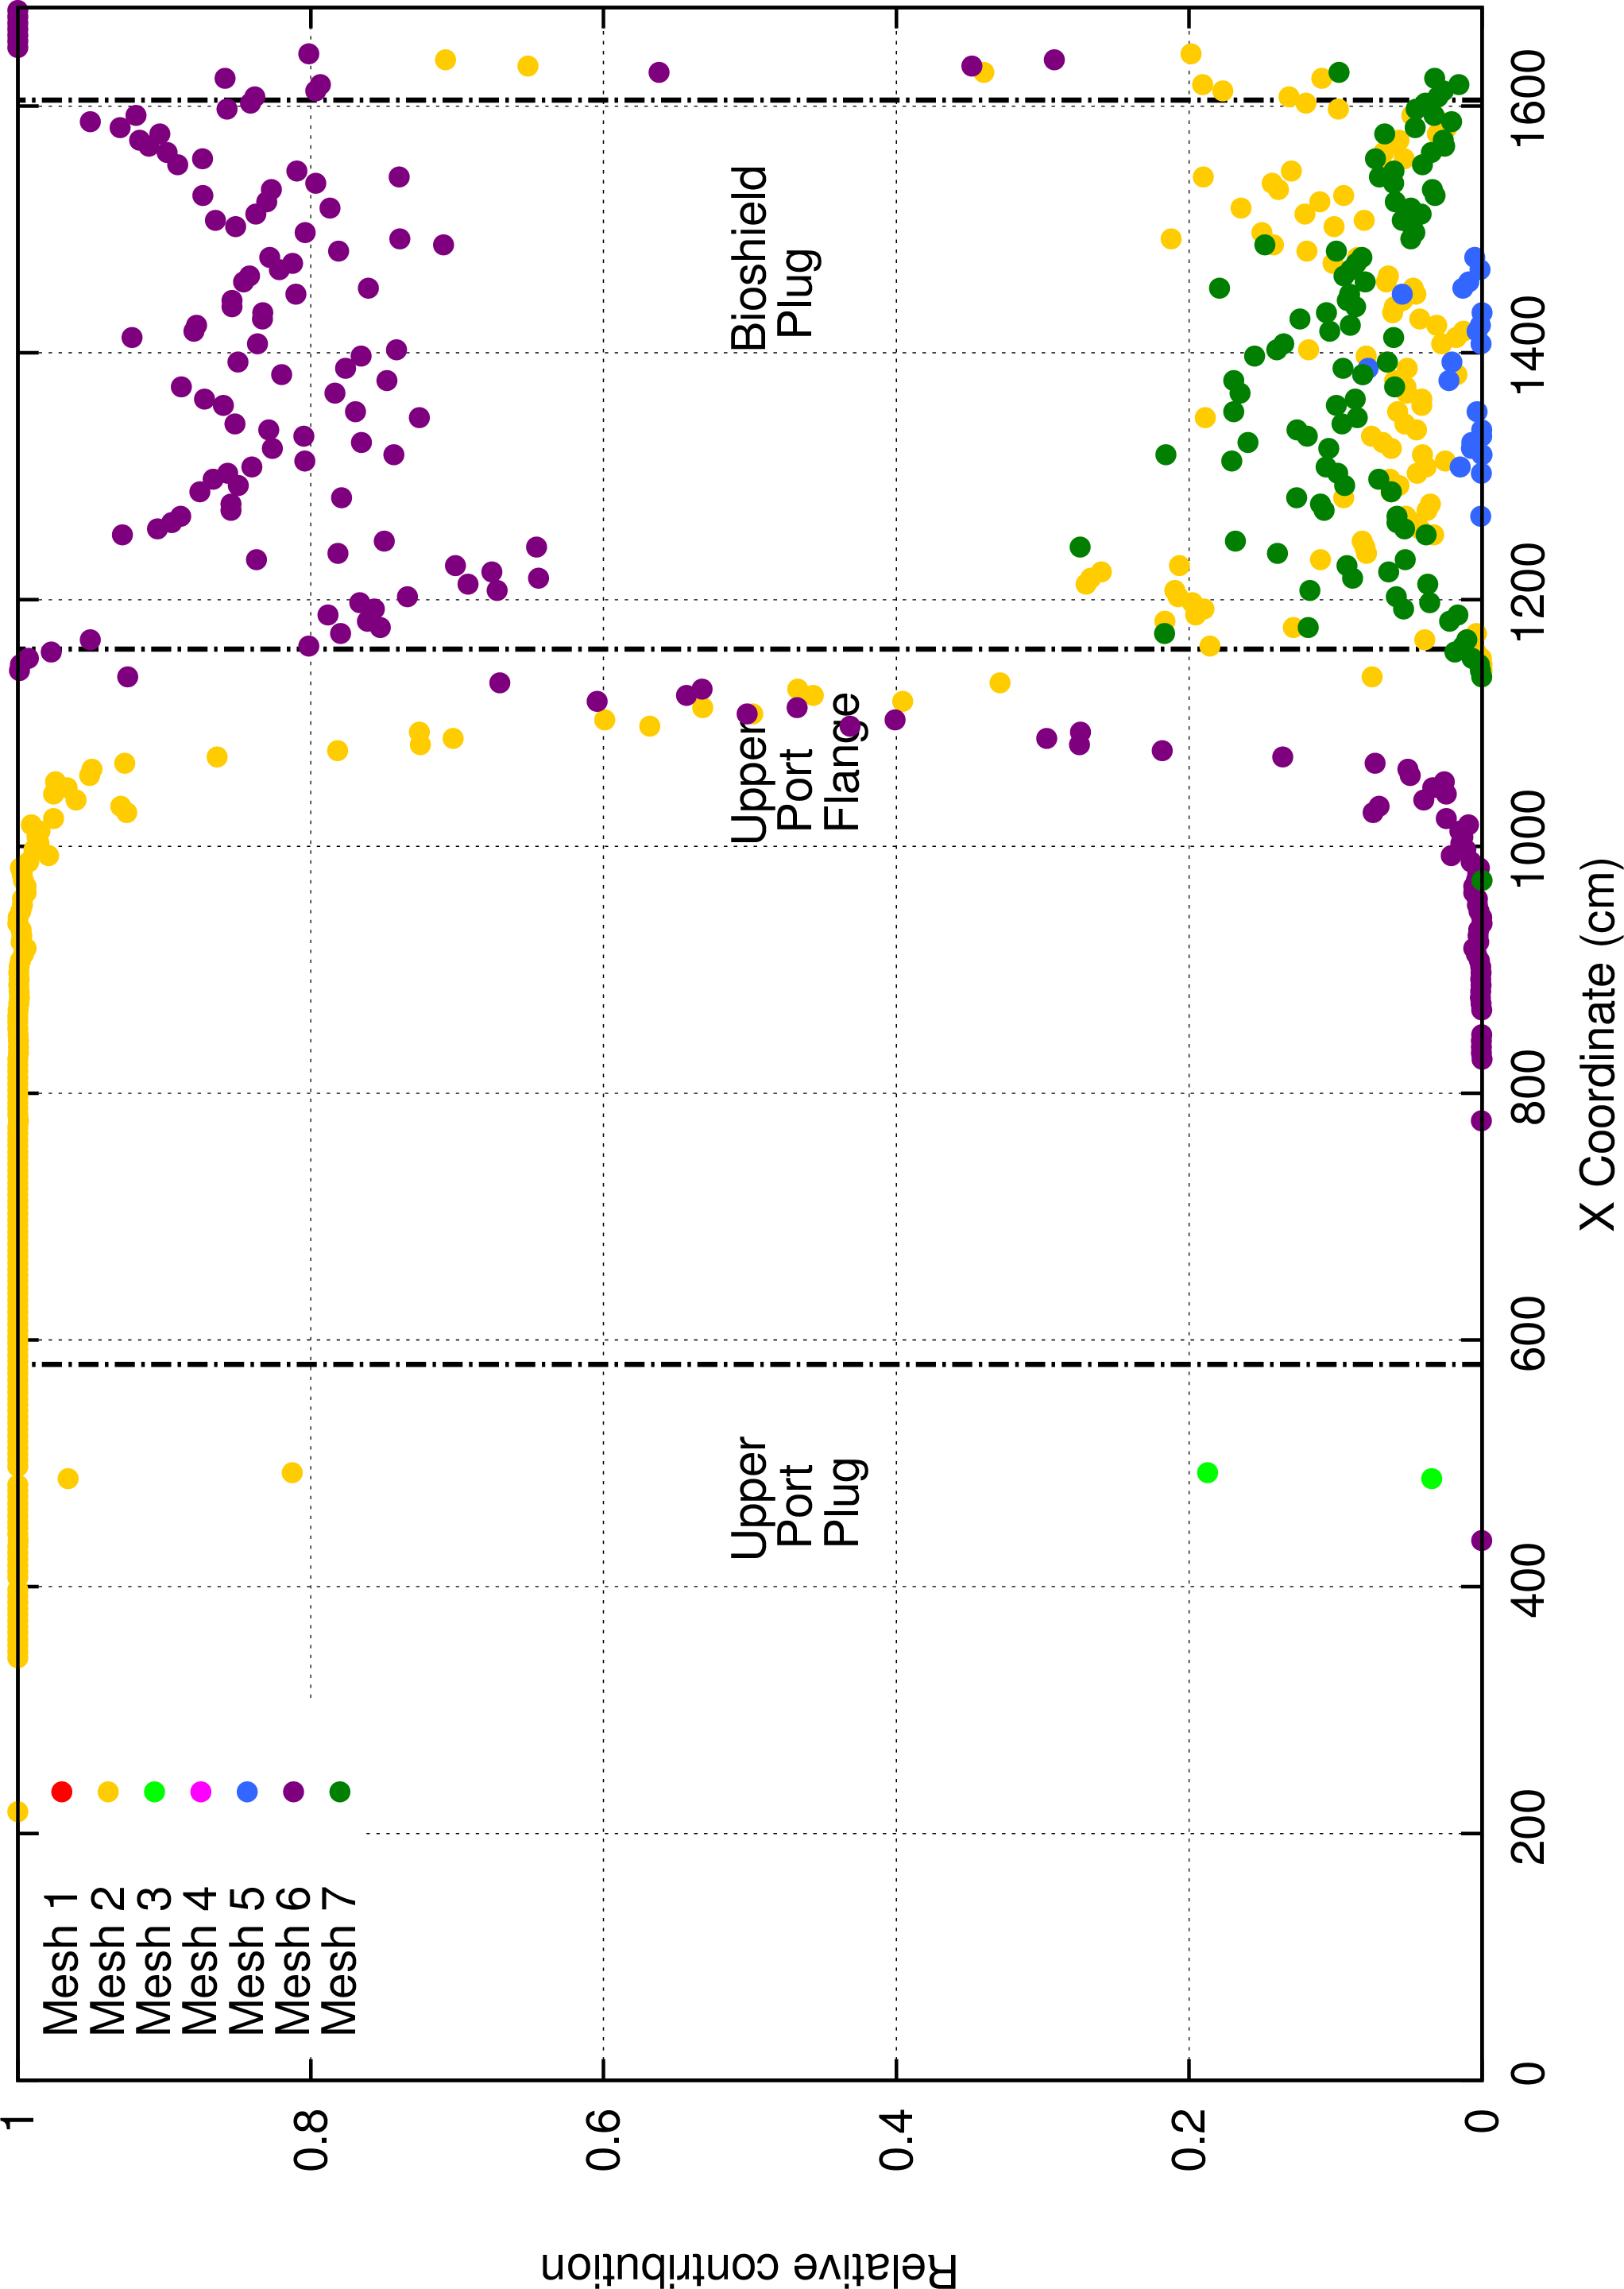 Relative contribution
1
0.8
0.6
0.4
0.2
0
0
200
400
600
800
1000
1200
1400
1600
X Coordinate (cm)
Mesh 1
Mesh 2
Mesh 3
Mesh 4
Mesh 5
Mesh 6
Mesh 7
Upper
Port
Plug
Upper
Port
Flange
Bioshield
Plug